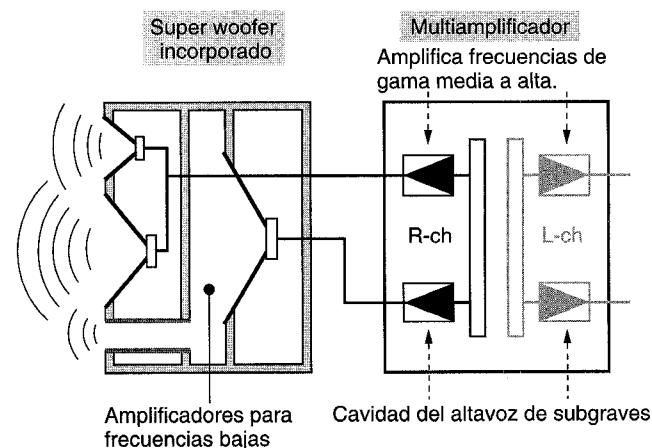 Super woofer
incorporado
Multiamplificador
Amplifica frecuencias de
gama media a alta.
R-ch
L-ch
Amplificadores para
frecuencias bajas
Cavidad del altavoz de subgraves